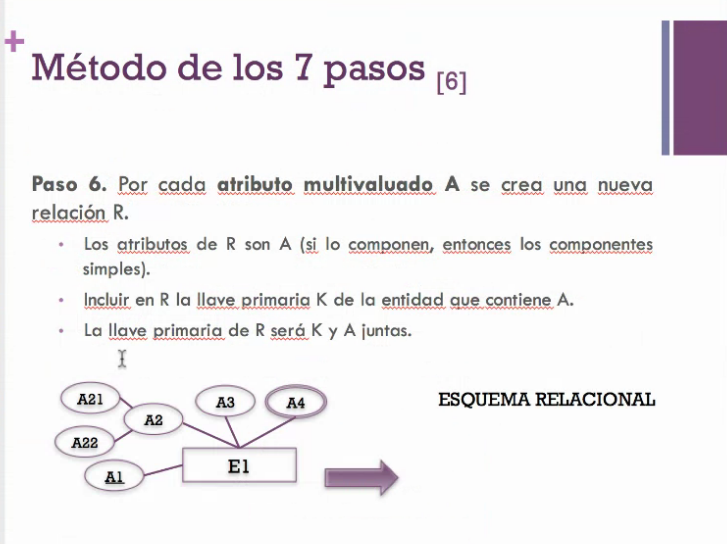 +
Método de los 7 pasos [6]
Paso 6. Por cada atributo multivaluado A se crea una nueva
relación R.
• Los atributos de R son A (si lo componen, entonces los componentes
simples).
• Incluir en R la llave primaria K de la entidad que contiene A.
• La llave primaria de R será K y A juntas.
A21
A3
A4
ESQUEMA RELACIONAL
A2
A22
E1
A1